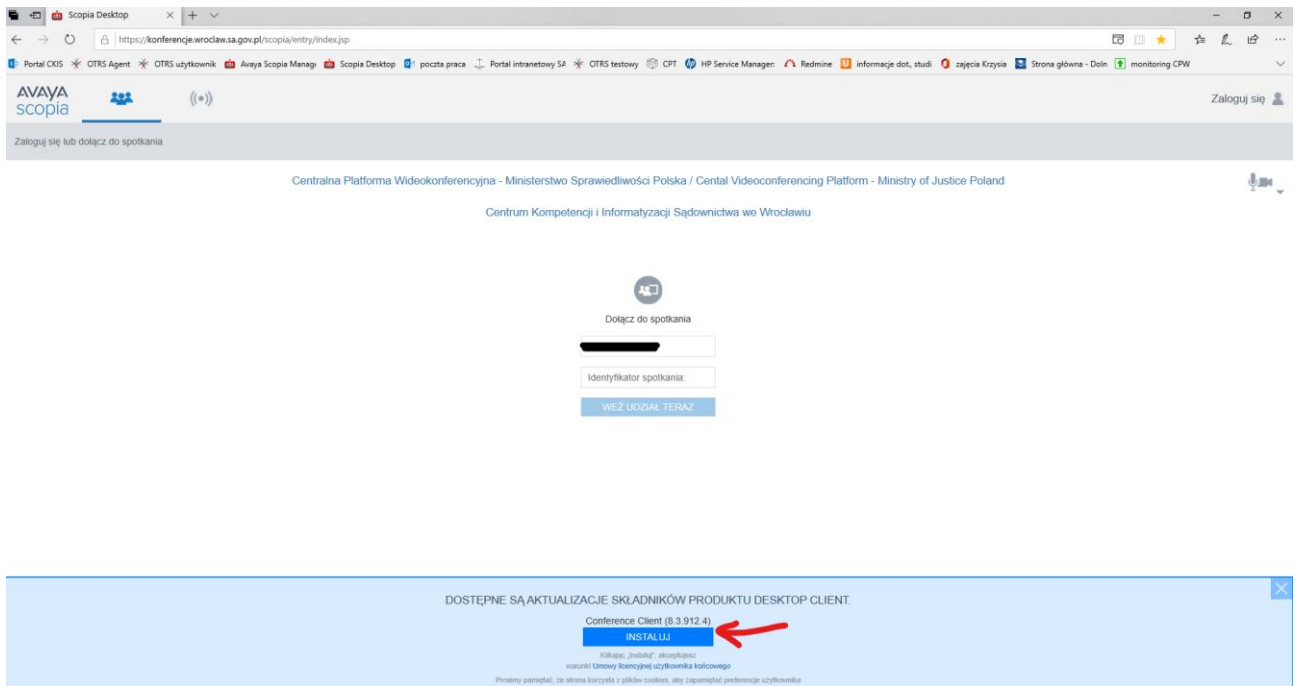 Scopia Desktop
https://konferencje.wroclaw.sa.gov.pl/scopia/entry/index.jsp
Portal CKIS OTRS Agent OTRS użytkownik Avaya Scopia Manag Scopia Desktop poczta praca Portal intranetowy SA OTRS testowy CPT HP Service Manager: Redmine informacje dot, studi zajęcia Krzysia Strona główna - Doln monitoring CPW
AVAYA
scopia
Zaloguj się
Zaloguj się lub dołącz do spotkania
Centralna Platforma Wideokonferencyjna - Ministerstwo Sprawiedliwości Polska / Cental Videoconferencing Platform - Ministry of Justice Poland
Centrum Kompetencji i Informatyzacji Sądownictwa we Wrocławiu
Dołącz do spotkania
Identyfikator spotkania:
WEŹ UDZIAŁ TERAZ
DOSTĘPNE SĄ AKTUALIZACJE SKŁADNIKÓW PRODUKTU DESKTOP CLIENT.
Conference Client (8.3.912.4)
INSTALUJ
Klikając „Instaluj”, akceptujesz
warunki Umowy licencyjnej użytkownika końcowego
Prosimy pamiętać, że strona korzysta z plików cookies, aby zapamiętać preferencje użytkownika